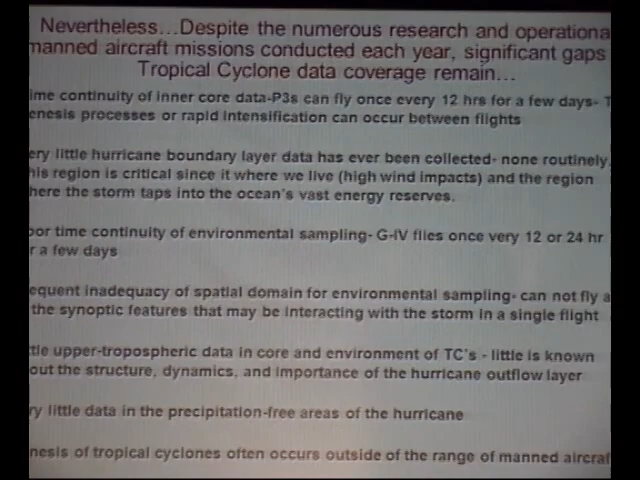 Nevertheless...Despite the numerous research and operationa
manned aircraft missions conducted each year, significant gaps
Tropical Cyclone data coverage remain...
ime continuity of inner core data-P3s can fly once every 12 hrs for a few days- T
enesis processes or rapid intensification can occur between flights
ery little hurricane boundary layer data has ever been collected- none routinely.
his region is critical since it where we live (high wind impacts) and the region
here the storm taps into the ocean's vast energy reserves.
oor time continuity of environmental sampling- G-IV flies once very 12 or 24 hr
r a few days
equent inadequacy of spatial domain for environmental sampling- can not fly a
the synoptic features that may be interacting with the storm in a single flight
tle upper-tropospheric data in core and environment of TC's - little is known
out the structure, dynamics, and importance of the hurricane outflow layer
ry little data in the precipitation-free areas of the hurricane
nesis of tropical cyclones often occurs outside of the range of manned aircraf